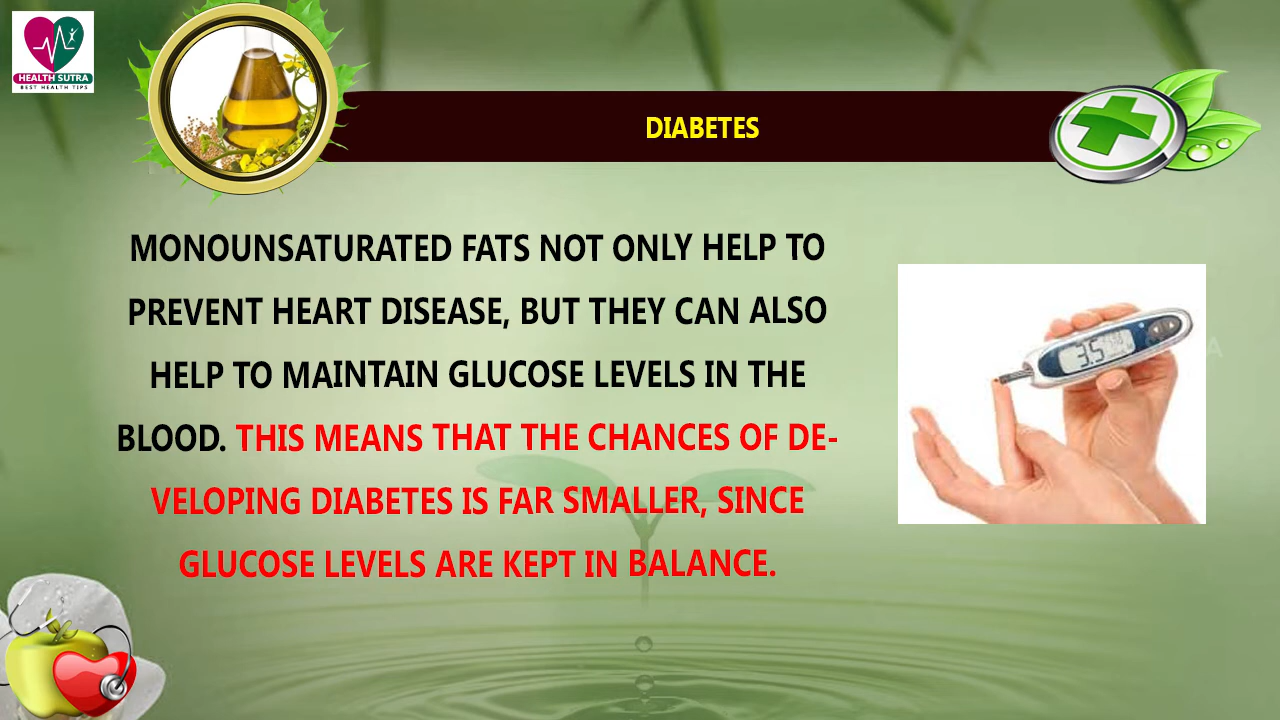 HEALTH SUTRA
BEST HEALTH TIPS
DIABETES
MONOUNSATURATED FATS NOT ONLY HELP TO
PREVENT HEART DISEASE, BUT THEY CAN ALSO
HELP TO MAINTAIN GLUCOSE LEVELS IN THE
BLOOD. THIS MEANS THAT THE CHANCES OF DE-
VELOPING DIABETES IS FAR SMALLER, SINCE
GLUCOSE LEVELS ARE KEPT IN BALANCE.
3.5